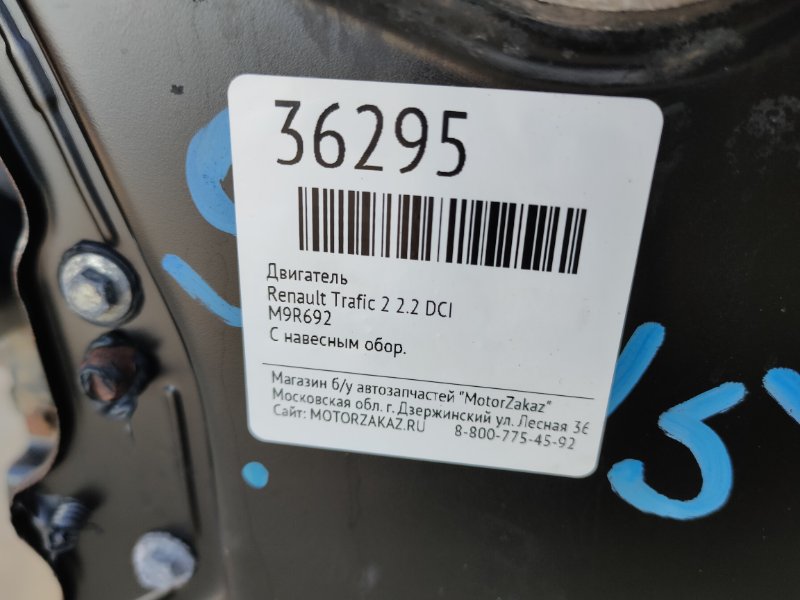 36295
Двигатель
Renault Trafic 2 2.2 DCI
M9R692
С навесным обор.
Магазин б/у автозапчастей "MotorZakaz"
Московская обл. г. Дзержинский ул. Лесная 36
Сайт: MOTORZAKAZ.RU 8-800-775-45-92